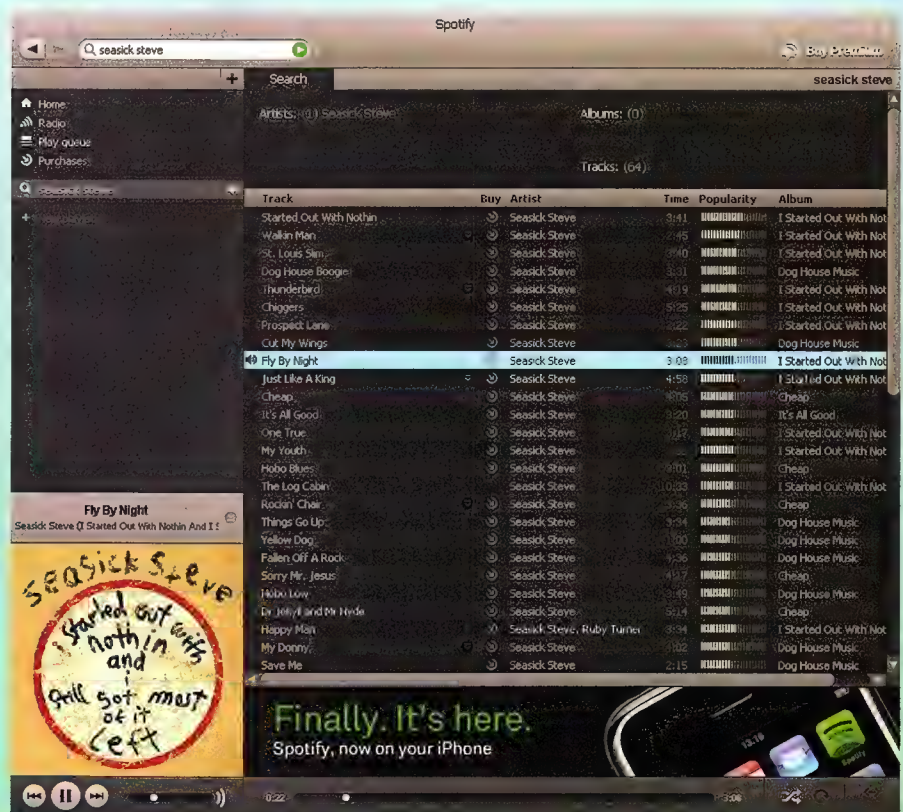 Spotify
seasick steve
Buy Premium
Search
seasick steve
Home
Radio
Play queue
Purchases
Artists: (1) Seasick Steve
Albums: (0)
Tracks: (64)
Track Buy Artist Time Popularity Album
Started Out With Nothin Seasick Steve 3:41 I Started Out With Not
Walkin Man Seasick Steve 2:45 I Started Out With Not
St. Louis Slim Seasick Steve 3:40 I Started Out With Not
Dog House Boogie Seasick Steve 3:31 Dog House Music
Thunderbird Seasick Steve 4:19 I Started Out With Not
Chiggers Seasick Steve 5:25 I Started Out With Not
Prospect Lane Seasick Steve 3:22 I Started Out With Not
Cut My Wings Seasick Steve Dog House Music
Fly By Night Seasick Steve 3:08 I Started Out With Not
Just Like A King Seasick Steve 4:58 I Started Out With Not
Cheap Seasick Steve 4:05 Cheap
It's All Good Seasick Steve 3:20 It's All Good
One True Seasick Steve I Started Out With Not
My Youth Seasick Steve I Started Out With Not
Hobo Blues Seasick Steve Cheap
The Log Cabin Seasick Steve 10:33 I Started Out With Not
Rockin' Chair Seasick Steve Cheap
Things Go Up Seasick Steve 3:34 Dog House Music
Yellow Dog Seasick Steve Dog House Music
Fallen Off A Rock Seasick Steve 4:36 Dog House Music
Sorry Mr. Jesus Seasick Steve Cheap
Hobo Low Seasick Steve 3:49 Dog House Music
Dr Jekyll and Mr Hyde Seasick Steve 5:14 Cheap
Happy Man Seasick Steve, Ruby Turner 3:34 I Started Out With Not
My Donny Seasick Steve Dog House Music
Save Me Seasick Steve 2:15 Dog House Music
Fly By Night
Seasick Steve (I Started Out With Nothin And I S
seasick steve
i started out with
nothin
and
i
still got most
of it
left
Finally. It's here.
Spotify, now on your iPhone
13.18
Spotify
0:22
3:06